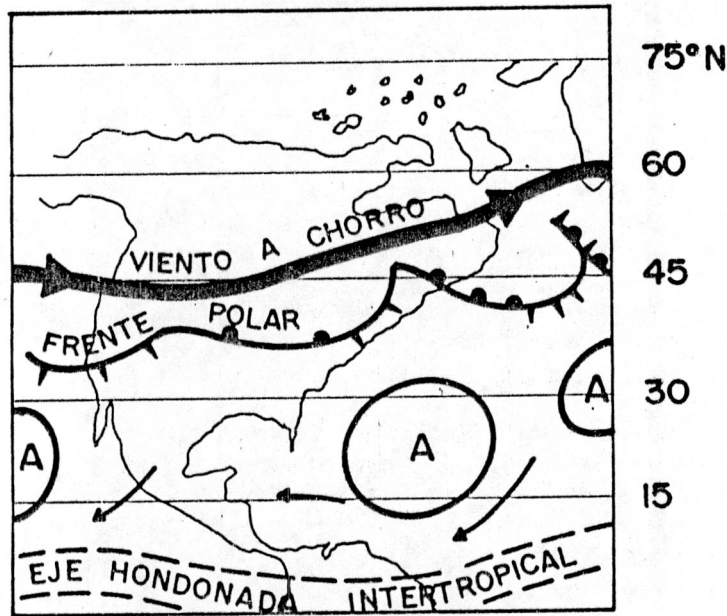 75°N
60
VIENTO A CHORRO
45
FRENTE POLAR
30
A
A
A
15
EJE HONDONADA INTERTROPICAL